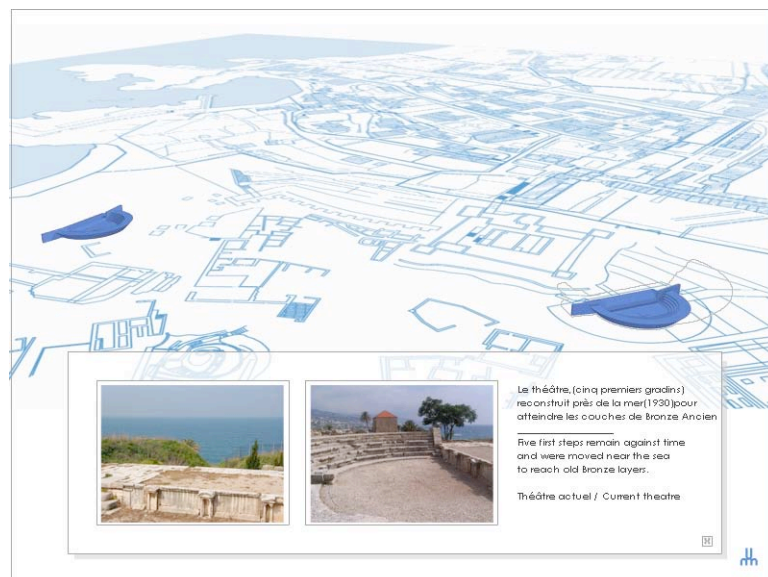 Le théâtre,(cinq premiers gradins)
reconstruit près de la mer(1930)pour
atteindre les couches de Bronze Ancien
Five first steps remain against time
and were moved near the sea
to reach old Bronze layers.
Théâtre actuel / Current theatre